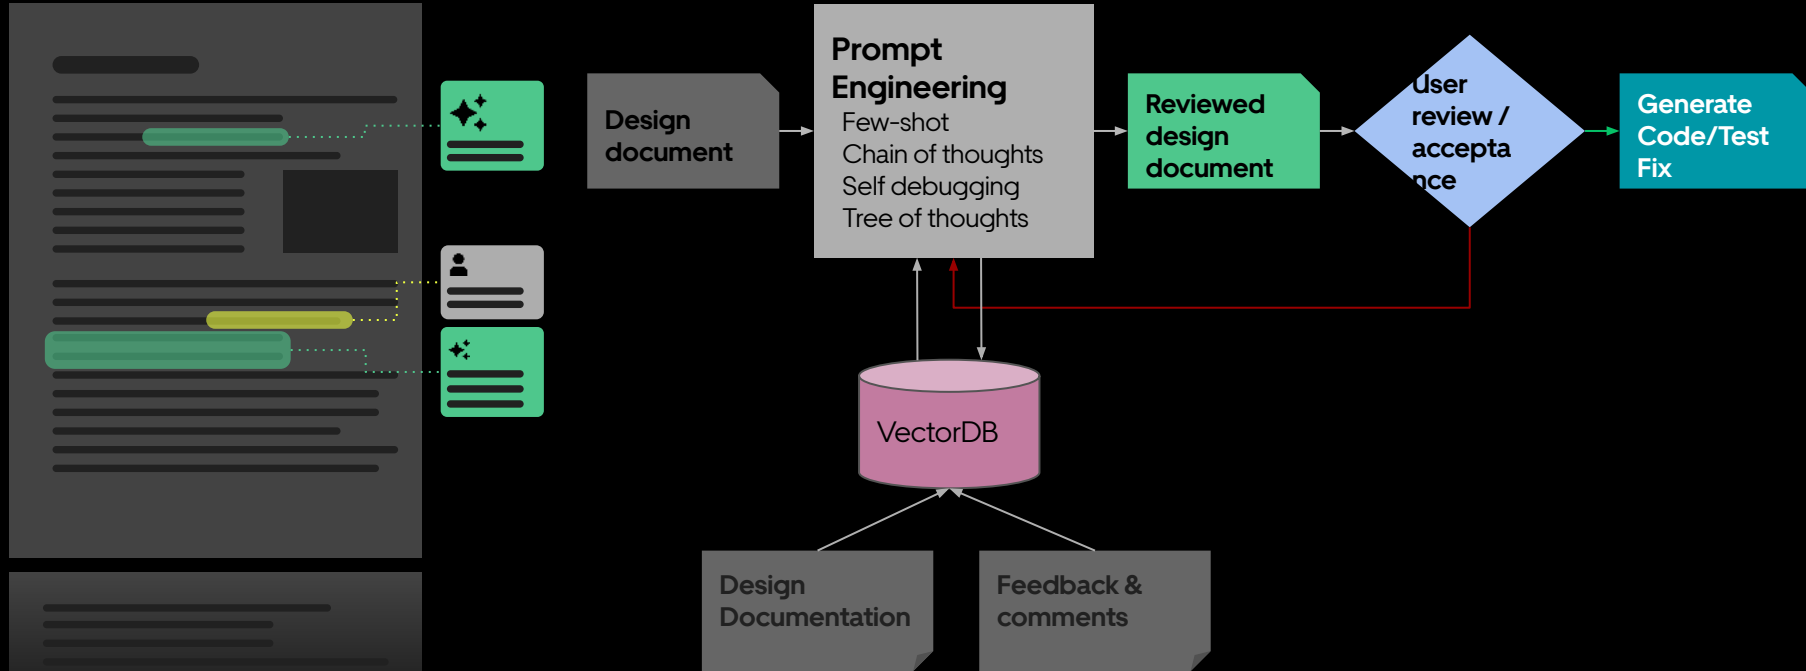 Design
document
Prompt
Engineering
Few-shot
Chain of thoughts
Self debugging
Tree of thoughts
Reviewed
design
document
User
review /
accepta
nce
Generate
Code/Test
Fix
VectorDB
Design
Documentation
Feedback &
comments